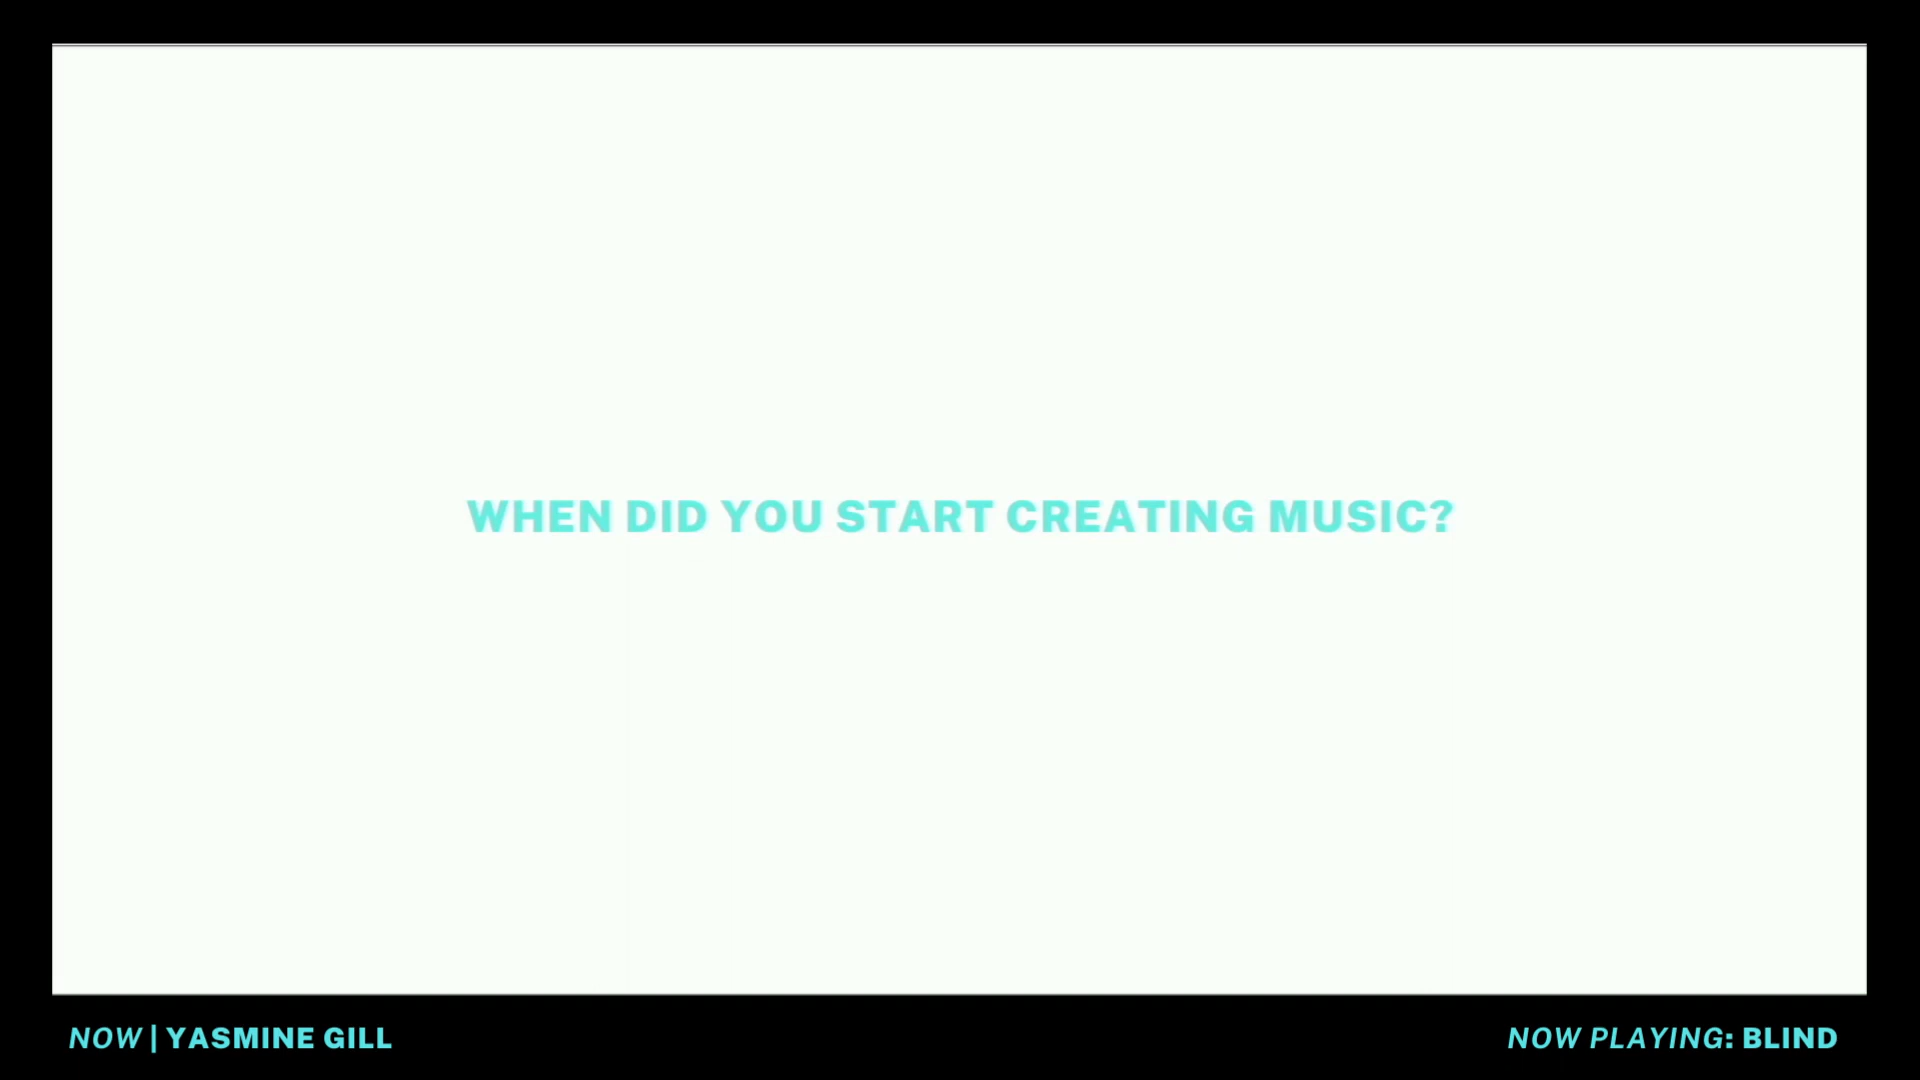 WHEN DID YOU START CREATING MUSIC?
NOW | YASMINE GILL
NOW PLAYING: BLIND